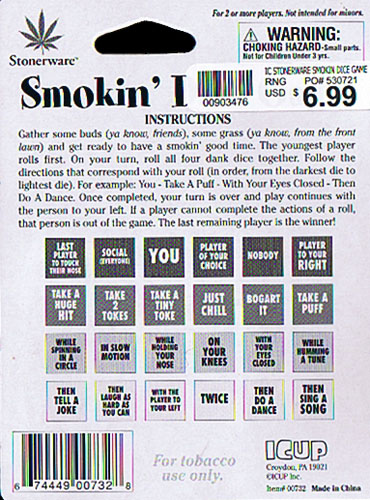 For 2 or more players. Not intended for minors.
Stonerware™
WARNING:
CHOKING HAZARD-Small parts.
Not for Children Under 3 yrs.
IC STONERWARE SMOKIN DICE GAME
RNG PO# 530721
USD $6.99
00903476
Smokin'
INSTRUCTIONS
Gather some buds (ya know, friends), some grass (ya know, from the front
lawn) and get ready to have a smokin' good time. The youngest player
rolls first. On your turn, roll all four dank dice together. Follow the
directions that correspond with your roll (in order, from the darkest die to
lightest die). For example: You - Take A Puff - With Your Eyes Closed - Then
Do A Dance. Once completed, your turn is over and play continues with
the person to your left. If a player cannot complete the actions of a roll,
that person is out of the game. The last remaining player is the winner!
LAST
PLAYER
TO TOUCH
THEIR NOSE
SOCIAL
(EVERYONE)
YOU
PLAYER
OF YOUR
CHOICE
NOBODY
PLAYER
TO YOUR
RIGHT
TAKE A
HUGE
HIT
TAKE
2
TOKES
TAKE A
TINY
TOKE
JUST
CHILL
BOGART
IT
TAKE A
PUFF
WHILE
SPINNING
IN A
CIRCLE
IN SLOW
MOTION
WHILE
HOLDING
YOUR
NOSE
ON
YOUR
KNEES
WITH
YOUR
EYES
CLOSED
WHILE
HUMMING
A TUNE
THEN
TELL A
JOKE
THEN
LAUGH AS
HARD AS
YOU CAN
WITH THE
PLAYER TO
YOUR LEFT
TWICE
THEN
DO A
DANCE
THEN
SING A
SONG
6 74449 00732 8
For tobacco
use only.
ICUP
Croydon, PA 19021
©ICUP Inc.
Item# 00732 Made in China